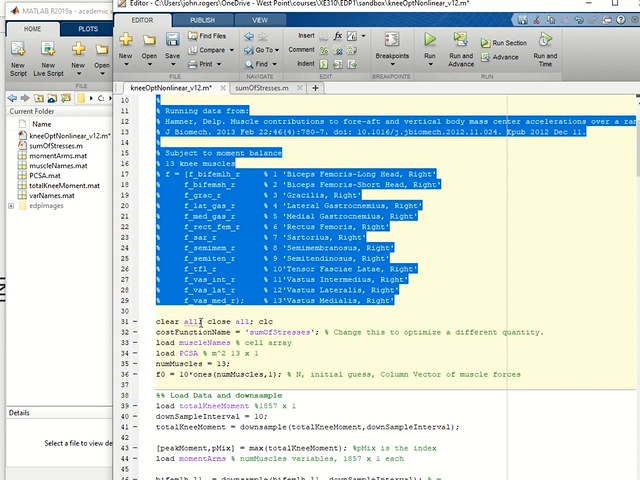 MATLAB R2019a - academic
Editor - C:\Users\john.rogers\OneDrive - West Point\courses\XE310\EDP1\sandbox\kneeOptNonlinear_v12.m*
HOME PLOTS
EDITOR PUBLISH VIEW
New Script New Live Script New Open
FILE
New Open Save Find Files Compare Print
FILE
Go To Find
NAVIGATE
Insert Comment Indent
EDIT
Breakpoints
BREAKPOINTS
Run Run and Advance Run Section Advance Run and Time
RUN
C:
Current Folder
Name
kneeOptNonlinear_v12.m*
sumOfStresses.m
momentArms.mat
muscleNames.mat
PCSA.mat
totalKneeMoment.mat
varNames.mat
edpImages
Details
Select a file to view de
kneeOptNonlinear_v12.m* sumOfStresses.m
10 %
11 % Running data from:
12 % Hamner, Delp. Muscle contributions to fore-aft and vertical body mass center accelerations over a ran
13 % J Biomech. 2013 Feb 22;46(4):780-7. doi: 10.1016/j.jbiomech.2012.11.024. Epub 2012 Dec 11.
14 %
15 % Subject to moment balance
16 % 13 knee muscles
17 % f = [f_bifemlh_r % 1 'Biceps Femoris-Long Head, Right'
18 % f_bifemsh_r % 2 'Biceps Femoris-Short Head, Right'
19 % f_grac_r % 3 'Gracilis, Right'
20 % f_lat_gas_r % 4 'Lateral Gastrocnemius, Right'
21 % f_med_gas_r % 5 'Medial Gastrocnemius, Right'
22 % f_rect_fem_r % 6 'Rectus Femoris, Right'
23 % f_sar_r % 7 'Sartorius, Right'
24 % f_semimem_r % 8 'Semimembranosus, Right'
25 % f_semiten_r % 9 'Semitendinosus, Right'
26 % f_tfl_r % 10'Tensor Fasciae Latae, Right'
27 % f_vas_int_r % 11'Vastus Intermedius, Right'
28 % f_vas_lat_r % 12'Vastus Lateralis, Right'
29 % f_vas_med_r); % 13'Vastus Medialis, Right'
30
31 clear all; close all; clc
32 costFunctionName = 'sumOfStresses'; % Change this to optimize a different quantity.
33 load muscleNames % cell array
34 load PCSA % m^2 13 x 1
35 numMuscles = 13;
36 f0 = 10*ones(numMuscles,1); % N, initial guess, Column Vector of muscle forces
37
38 %% Load Data and downsample
39 load totalKneeMoment %1857 x 1
40 downSampleInterval = 10;
41 totalKneeMoment = downsample(totalKneeMoment,downSampleInterval);
42
43 [peakMoment,pMix] = max(totalKneeMoment); %pMix is the index
44 load momentArms % numMuscles variables, 1857 x 1 each
45
46